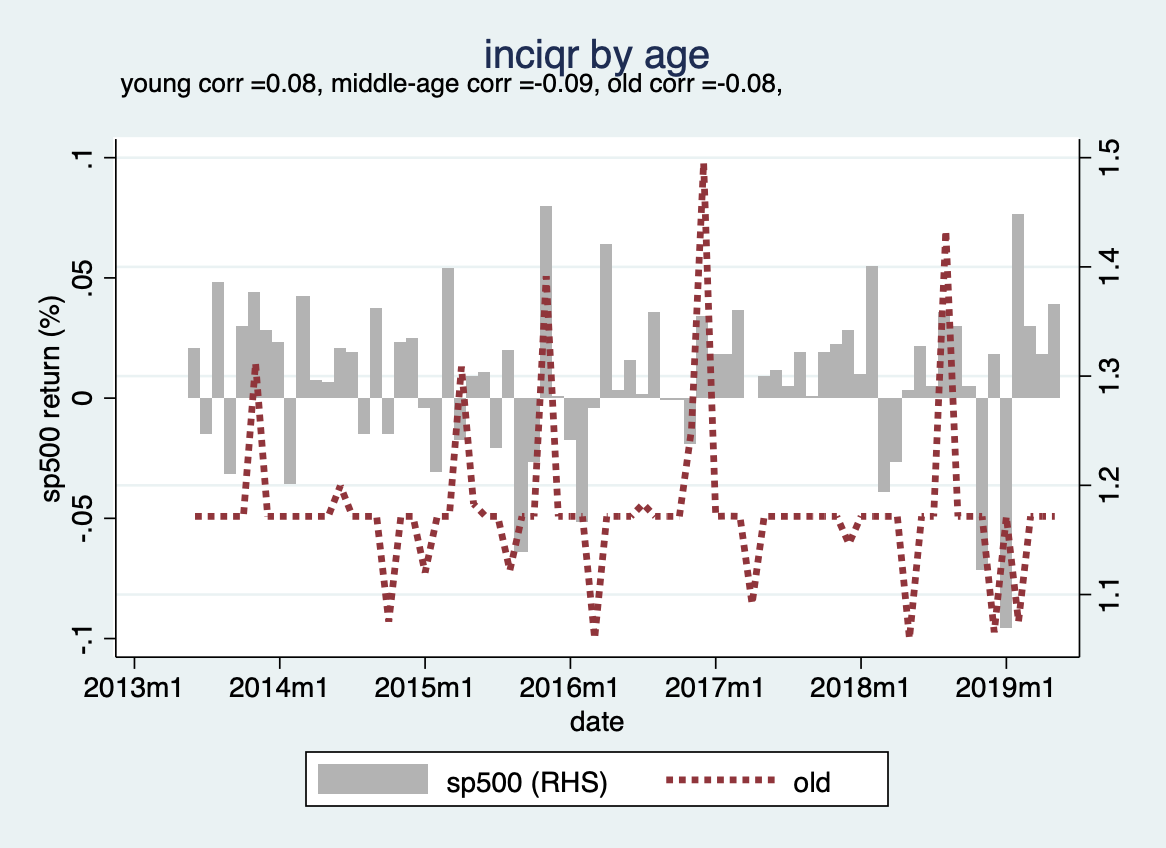 inciqr by age
young corr =0.08, middle-age corr =-0.09, old corr =-0.08,
.1
.05
0
-.05
-.1
sp500 return (%)
1.5
1.4
1.3
1.2
1.1
2013m1 2014m1 2015m1 2016m1 2017m1 2018m1 2019m1
date
sp500 (RHS) old